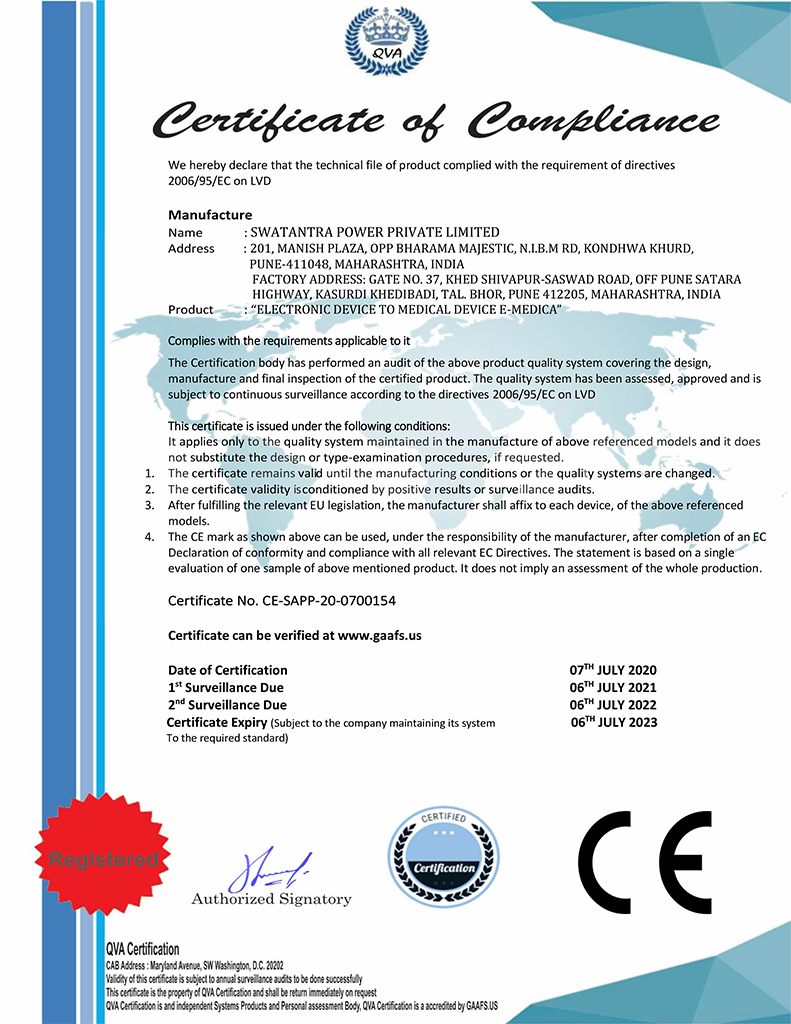 QVA
Certificate of Compliance
We hereby declare that the technical file of product complied with the requirement of directives
2006/95/EC on LVD
Manufacture
Name : SWATANTRA POWER PRIVATE LIMITED
Address : 201, MANISH PLAZA, OPP BHARAMA MAJESTIC, N.I.B.M RD, KONDHWA KHURD,
PUNE-411048, MAHARASHTRA, INDIA
FACTORY ADDRESS: GATE NO. 37, KHED SHIVAPUR-SASWAD ROAD, OFF PUNE SATARA
HIGHWAY, KASURDI KHEDIBADI, TAL. BHOR, PUNE 412205, MAHARASHTRA, INDIA
Product : “ELECTRONIC DEVICE TO MEDICAL DEVICE E-MEDICA”
Complies with the requirements applicable to it
The Certification body has performed an audit of the above product quality system covering the design,
manufacture and final inspection of the certified product. The quality system has been assessed, approved and is
subject to continuous surveillance according to the directives 2006/95/EC on LVD
This certificate is issued under the following conditions:
It applies only to the quality system maintained in the manufacture of above referenced models and it does
not substitute the design or type-examination procedures, if requested.
1. The certificate remains valid until the manufacturing conditions or the quality systems are changed.
2. The certificate validity isconditioned by positive results or surveillance audits.
3. After fulfilling the relevant EU legislation, the manufacturer shall affix to each device, of the above referenced
models.
4. The CE mark as shown above can be used, under the responsibility of the manufacturer, after completion of an EC
Declaration of conformity and compliance with all relevant EC Directives. The statement is based on a single
evaluation of one sample of above mentioned product. It does not imply an assessment of the whole production.
Certificate No. CE-SAPP-20-0700154
Certificate can be verified at www.gaafs.us
Date of Certification 07TH JULY 2020
1st Surveillance Due 06TH JULY 2021
2nd Surveillance Due 06TH JULY 2022
Certificate Expiry (Subject to the company maintaining its system 06TH JULY 2023
To the required standard)
Registered
Authorized Signatory
CERTIFIED
Certification
CE
QVA Certification
CAB Address : Maryland Avenue, SW Washington, D.C. 20202
Validity of this certificate is subject to annual surveillance audits to be done successfully
This certificate is the property of QVA Certification and shall be return immediately on request
QVA Certification is and independent Systems Products and Personal assessment Body, QVA Certification is a accredited by GAAFS.US